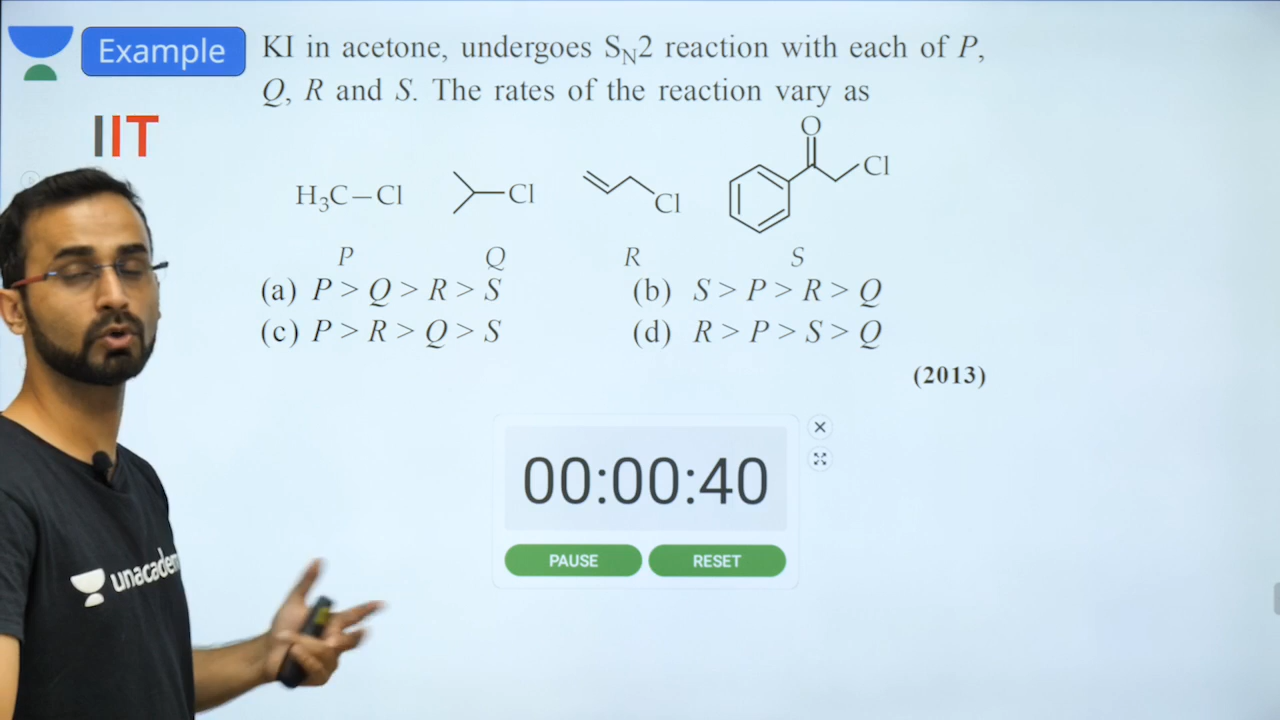 Example
KI in acetone, undergoes SN2 reaction with each of P,
Q, R and S. The rates of the reaction vary as
IIT
O
Cl
H3C–Cl
Cl
Cl
P
Q
R
S
(a) P > Q > R > S
(b) S > P > R > Q
(c) P > R > Q > S
(d) R > P > S > Q
(2013)
00:00:40
PAUSE
RESET
unacadem